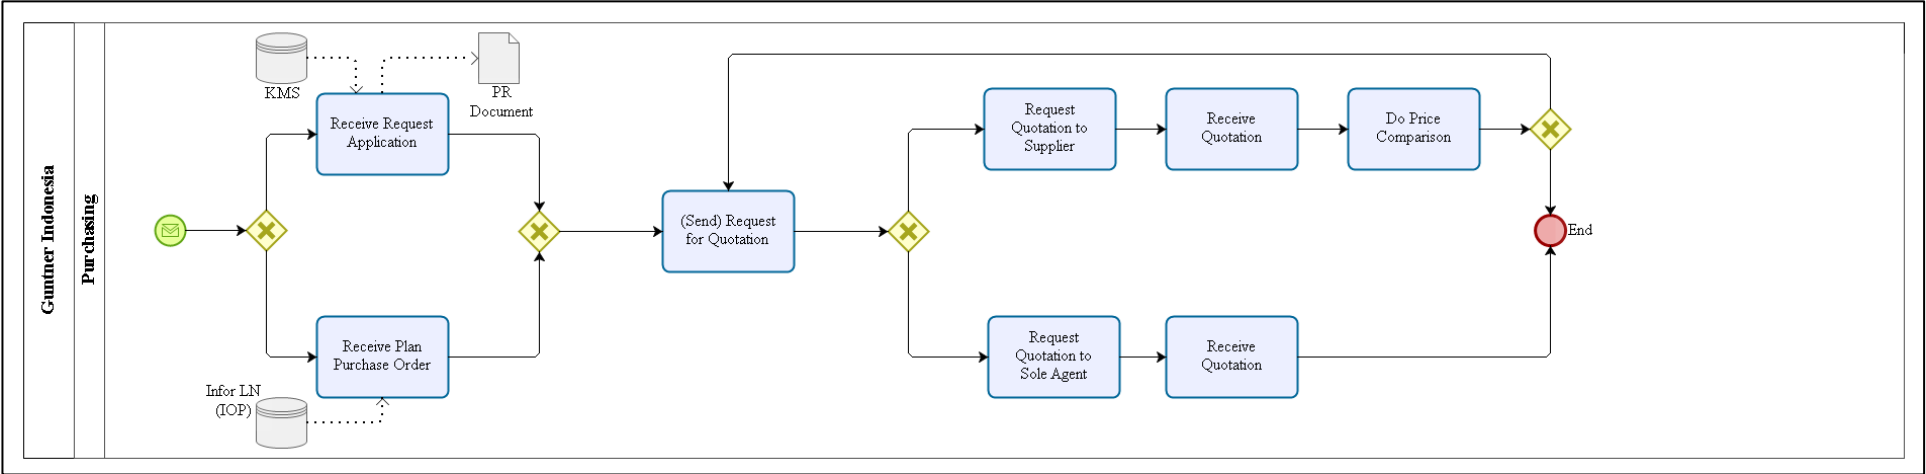 Guntner Indonesia
Purchasing
KMS
PR
Document
Receive Request
Application
Receive Plan
Purchase Order
Infor LN
(IOP)
(Send) Request
for Quotation
Request
Quotation to
Supplier
Receive
Quotation
Do Price
Comparison
End
Request
Quotation to
Sole Agent
Receive
Quotation